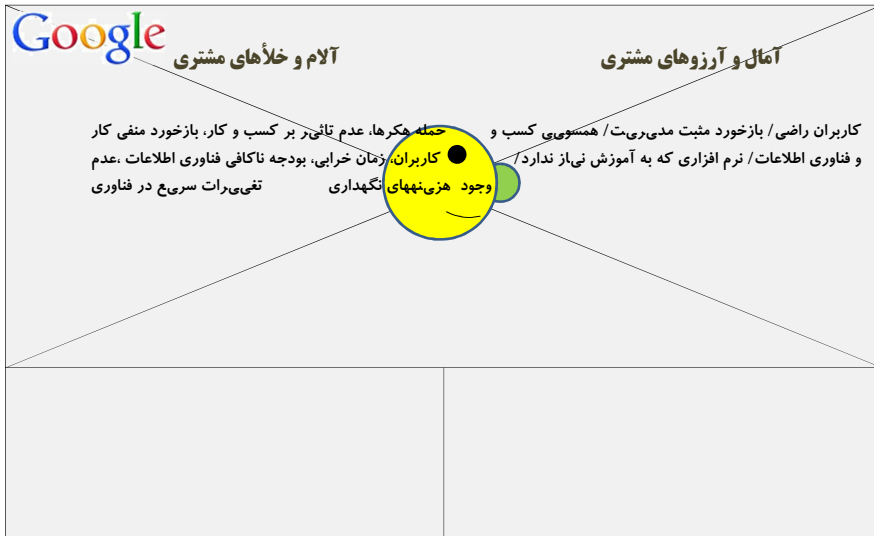 Google
آمال و آرزوهای مشتری
آلام و خلأهای مشتری
کاربران راضی/ بازخورد مثبت مدیریت/ همسویی کسب و حمله هکرها، عدم تاثیر بر کسب و کار، بازخورد منفی کار
و فناوری اطلاعات/ نرم افزاری که به آموزش نیاز ندارد/ کاربران، زمان خرابی، بودجه ناکافی فناوری اطلاعات ،عدم
وجود هزینههای نگهداری تغییرات سریع در فناوری